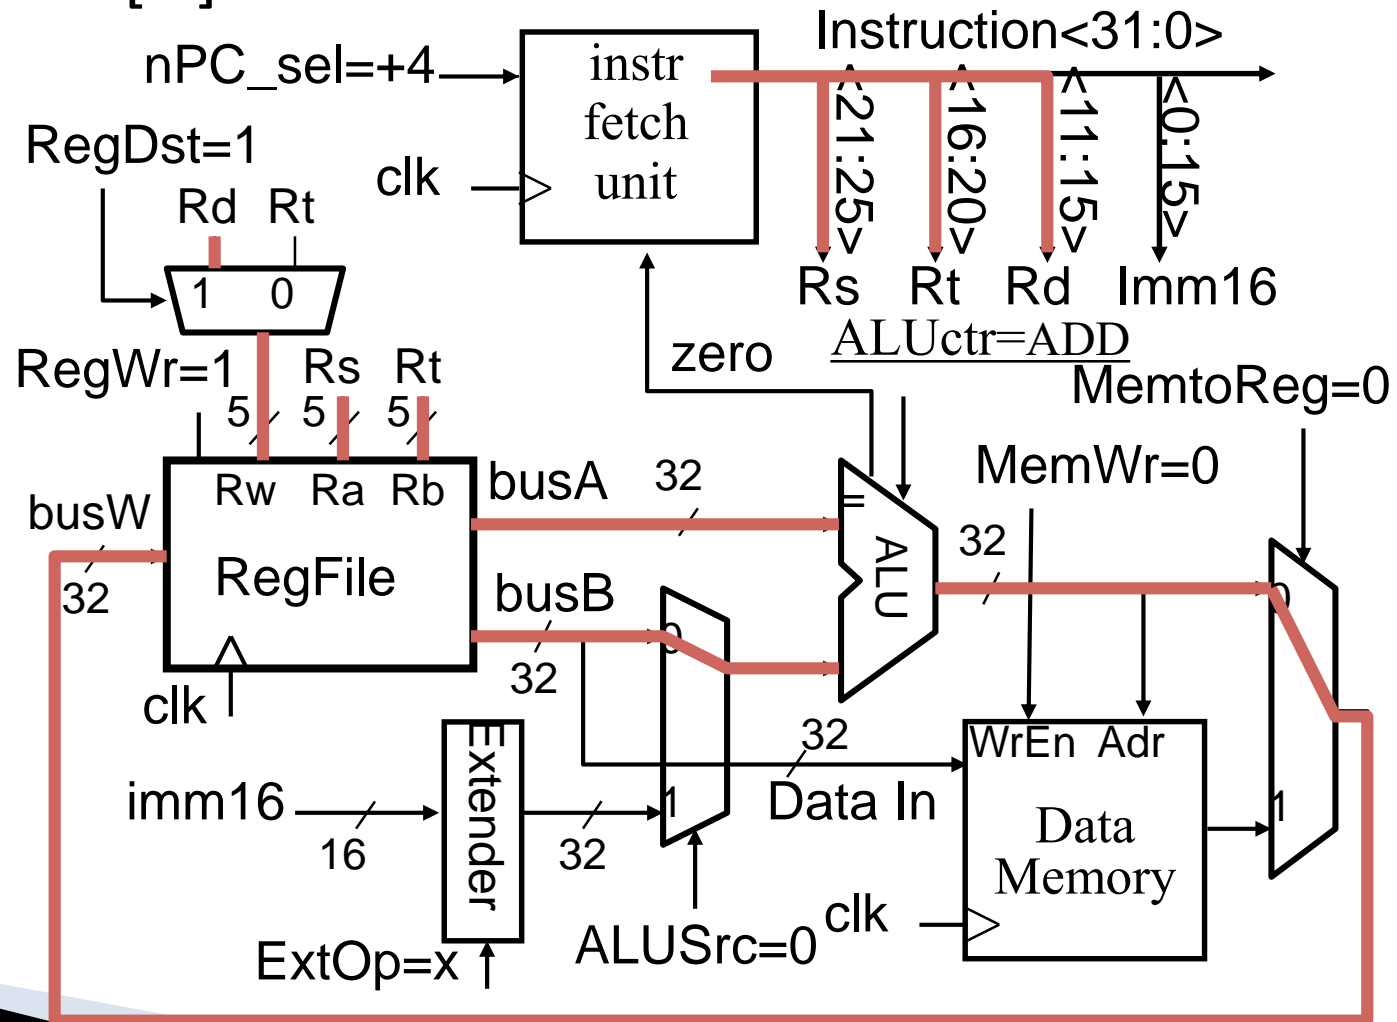 nPC_sel=+4
instr
fetch
unit
Instruction<31:0>
RegDst=1
clk
<21:25>
<16:20>
<11:15>
<0:15>
Rd Rt
1 0
Rs Rt Rd Imm16
ALUctr=ADD
zero
RegWr=1
Rs Rt
MemtoReg=0
5 5 5
Rw Ra Rb
busA 32
MemWr=0
busW
32
RegFile
=
ALU
32
busB
32
0
0
clk
32
WrEn Adr
Extender
imm16
16
32
1
Data In
Data
Memory
1
clk
ExtOp=x
ALUSrc=0